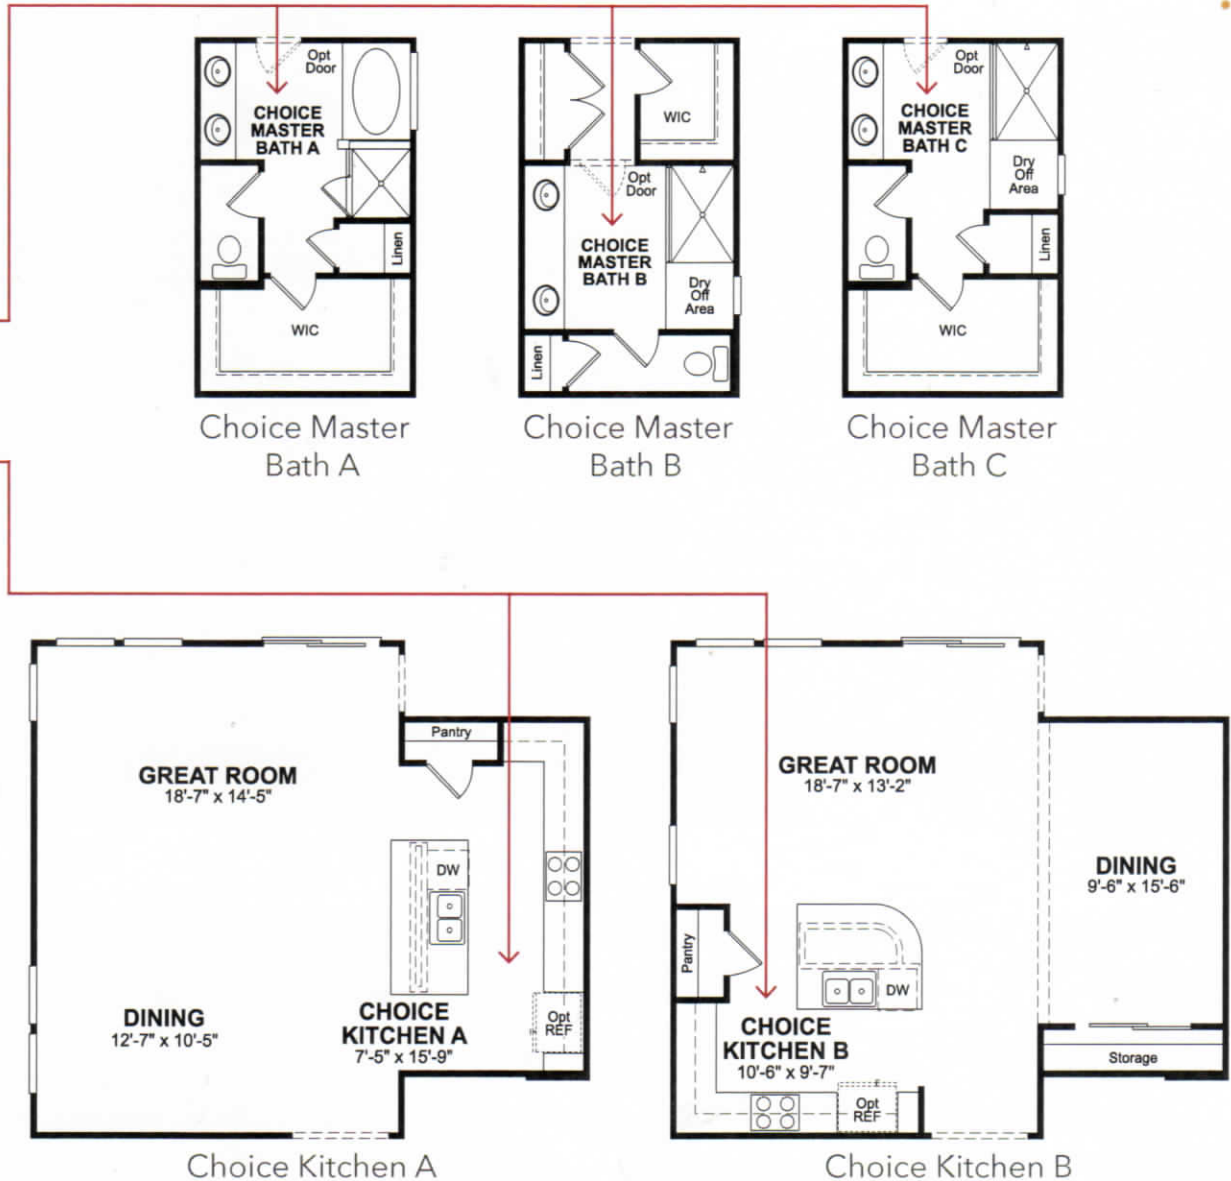 Opt
Door
CHOICE
MASTER
BATH A
Linen
WIC
Choice Master
Bath A
WIC
Opt
Door
CHOICE
MASTER
BATH B
Dry
Off
Area
Linen
Choice Master
Bath B
Opt
Door
CHOICE
MASTER
BATH C
Dry
Off
Area
Linen
WIC
Choice Master
Bath C
Pantry
GREAT ROOM
18'-7" x 14'-5"
DW
DINING
12'-7" x 10'-5"
CHOICE
KITCHEN A
7'-5" x 15'-9"
Opt
REF
Choice Kitchen A
GREAT ROOM
18'-7" x 13'-2"
DINING
9'-6" x 15'-6"
Pantry
DW
CHOICE
KITCHEN B
10'-6" x 9'-7"
Storage
Opt
REF
Choice Kitchen B